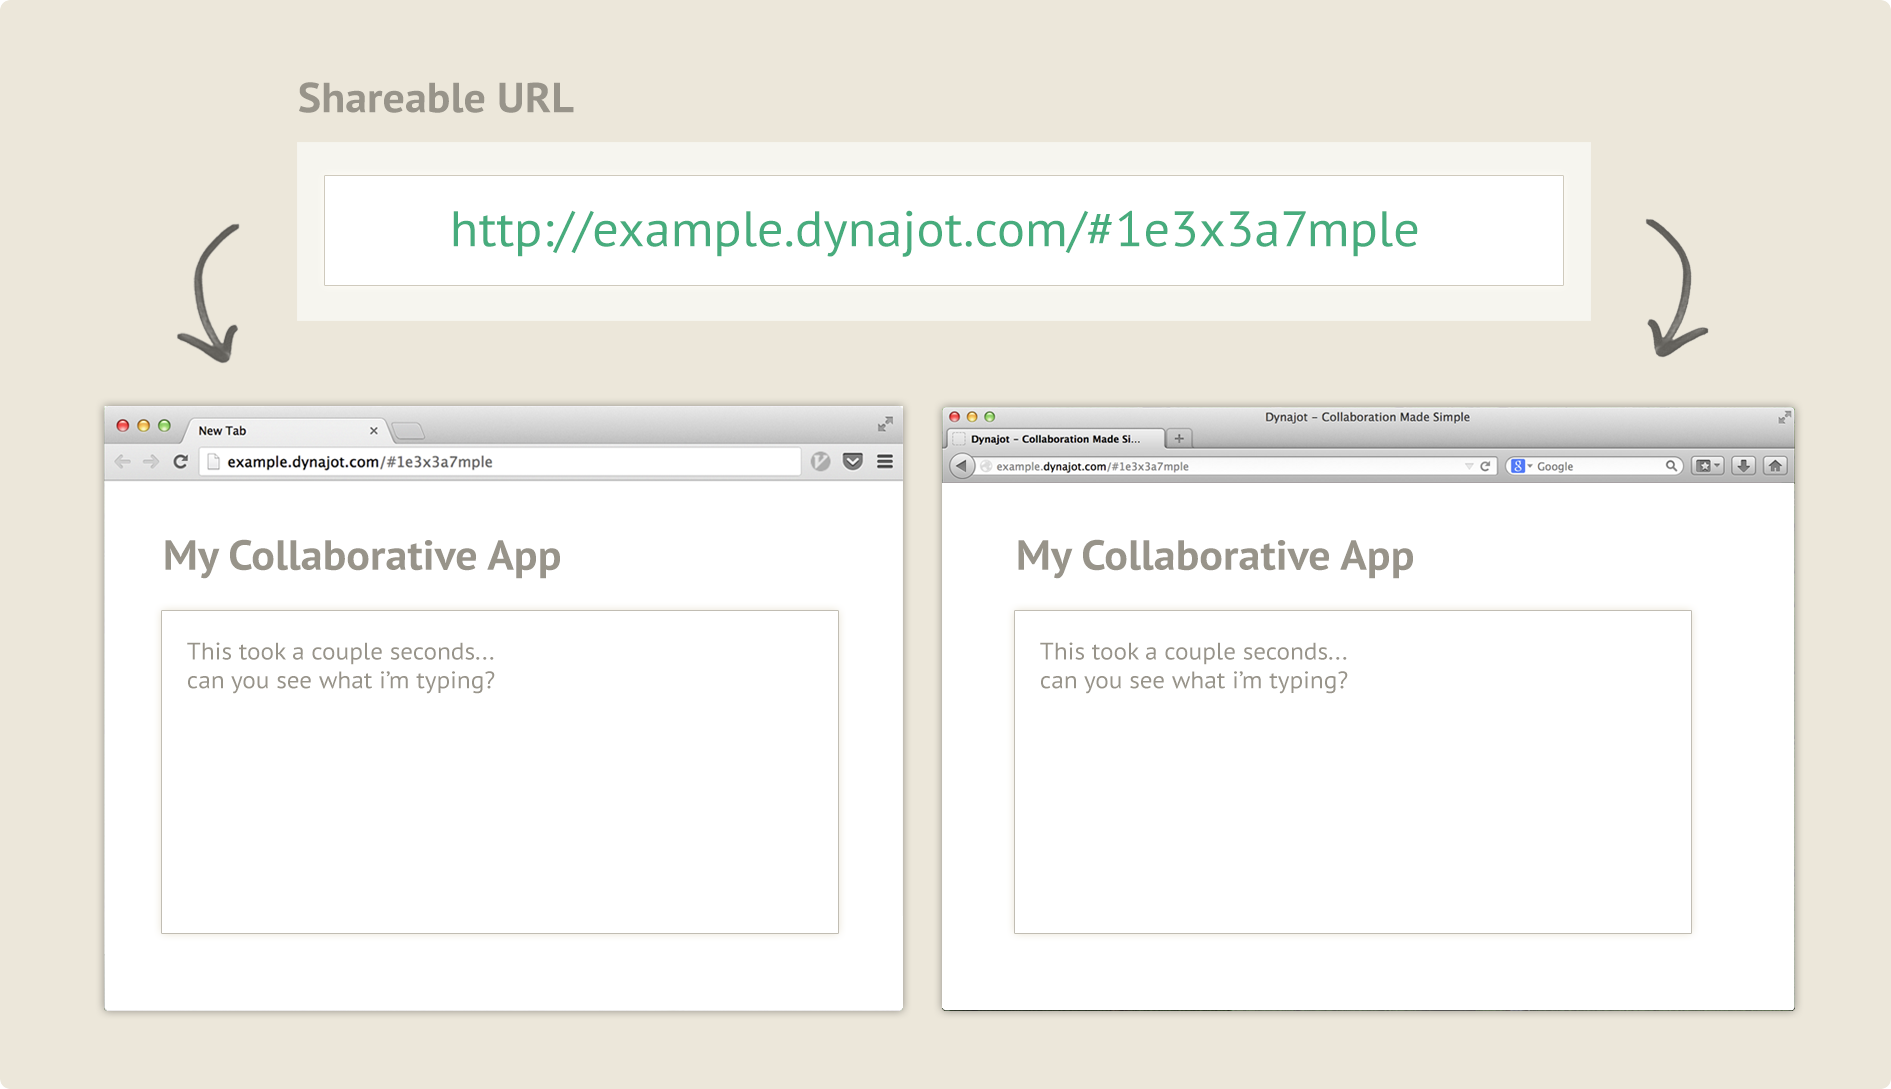 Shareable URL
http://example.dynajot.com/#1e3x3a7mple
New Tab
example.dynajot.com/#1e3x3a7mple
My Collaborative App
This took a couple seconds...
can you see what i’m typing?
Dynajot – Collaboration Made Simple
Dynajot – Collaboration Made Si...
example.dynajot.com/#1e3x3a7mple
8 Google
My Collaborative App
This took a couple seconds...
can you see what i’m typing?